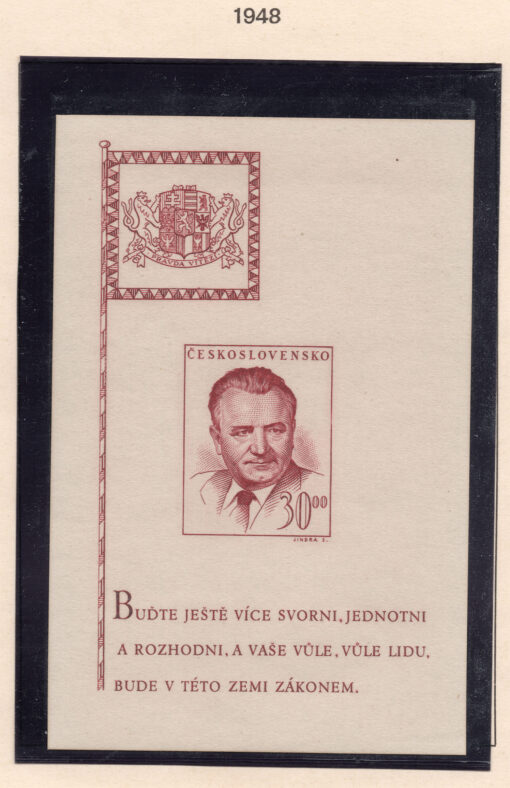 1948
PRAVDA VÍTĚZÍ
ČESKOSLOVENSKO
30⁰⁰
JINDRA S.
BUĎTE JEŠTĚ VÍCE SVORNI, JEDNOTNI
A ROZHODNI, A VAŠE VŮLE, VŮLE LIDU,
BUDE V TÉTO ZEMI ZÁKONEM.